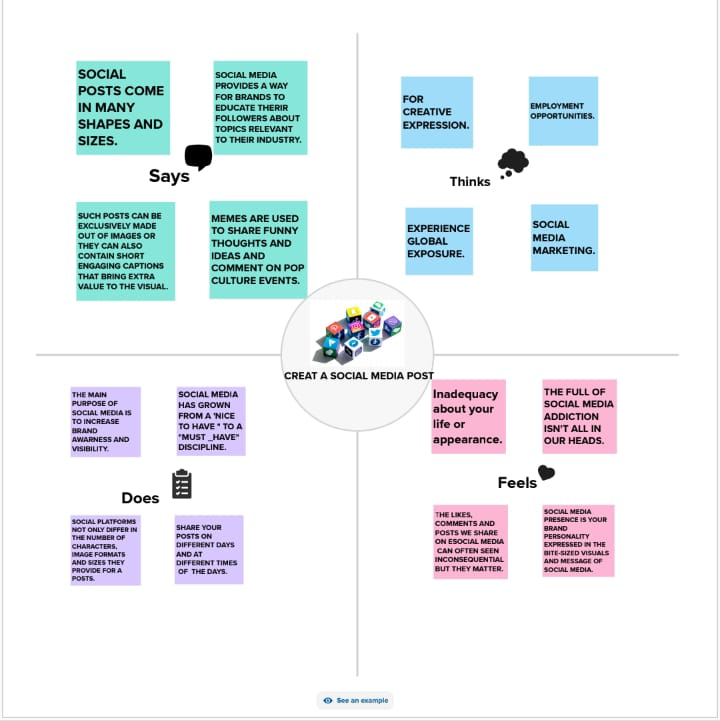 SOCIAL
POSTS COME
IN MANY
SHAPES AND
SIZES.
SOCIAL MEDIA
PROVIDES A WAY
FOR BRANDS TO
EDUCATE THERIR
FOLLOWERS ABOUT
TOPICS RELEVANT
TO THEIR INDUSTRY.
Says
SUCH POSTS CAN BE
EXCLUSIVELY MADE
OUT OF IMAGES OR
THEY CAN ALSO
CONTAIN SHORT
ENGAGING CAPTIONS
THAT BRING EXTRA
VALUE TO THE VISUAL.
MEMES ARE USED
TO SHARE FUNNY
THOUGHTS AND
IDEAS AND
COMMENT ON POP
CULTURE EVENTS.
FOR
CREATIVE
EXPRESSION.
EMPLOYMENT
OPPORTUNITIES.
Thinks
EXPERIENCE
GLOBAL
EXPOSURE.
SOCIAL
MEDIA
MARKETING.
CREAT A SOCIAL MEDIA POST
THE MAIN
PURPOSE OF
SOCIAL MEDIA IS
TO INCREASE
BRAND
AWARNESS AND
VISIBILITY.
SOCIAL MEDIA
HAS GROWN
FROM A 'NICE
TO HAVE " TO A
"MUST _HAVE"
DISCIPLINE.
Does
SOCIAL PLATFORMS
NOT ONLY DIFFER IN
THE NUMBER OF
CHARACTERS,
IMAGE FORMATS
AND SIZES THEY
PROVIDE FOR A
POSTS.
SHARE YOUR
POSTS ON
DIFFERENT DAYS
AND AT
DIFFERENT TIMES
OF THE DAYS.
Inadequacy
about your
life or
appearance.
THE FULL OF
SOCIAL MEDIA
ADDICTION
ISN'T ALL IN
OUR HEADS.
Feels
THE LIKES,
COMMENTS AND
POSTS WE SHARE
ON ESOCIAL MEDIA
CAN OFTEN SEEN
INCONSEQUENTIAL
BUT THEY MATTER.
SOCIAL MEDIA
PRESENCE IS YOUR
BRAND
PERSONALITY
EXPRESSED IN THE
BITE-SIZED VISUALS
AND MESSAGE OF
SOCIAL MEDIA.
See an example